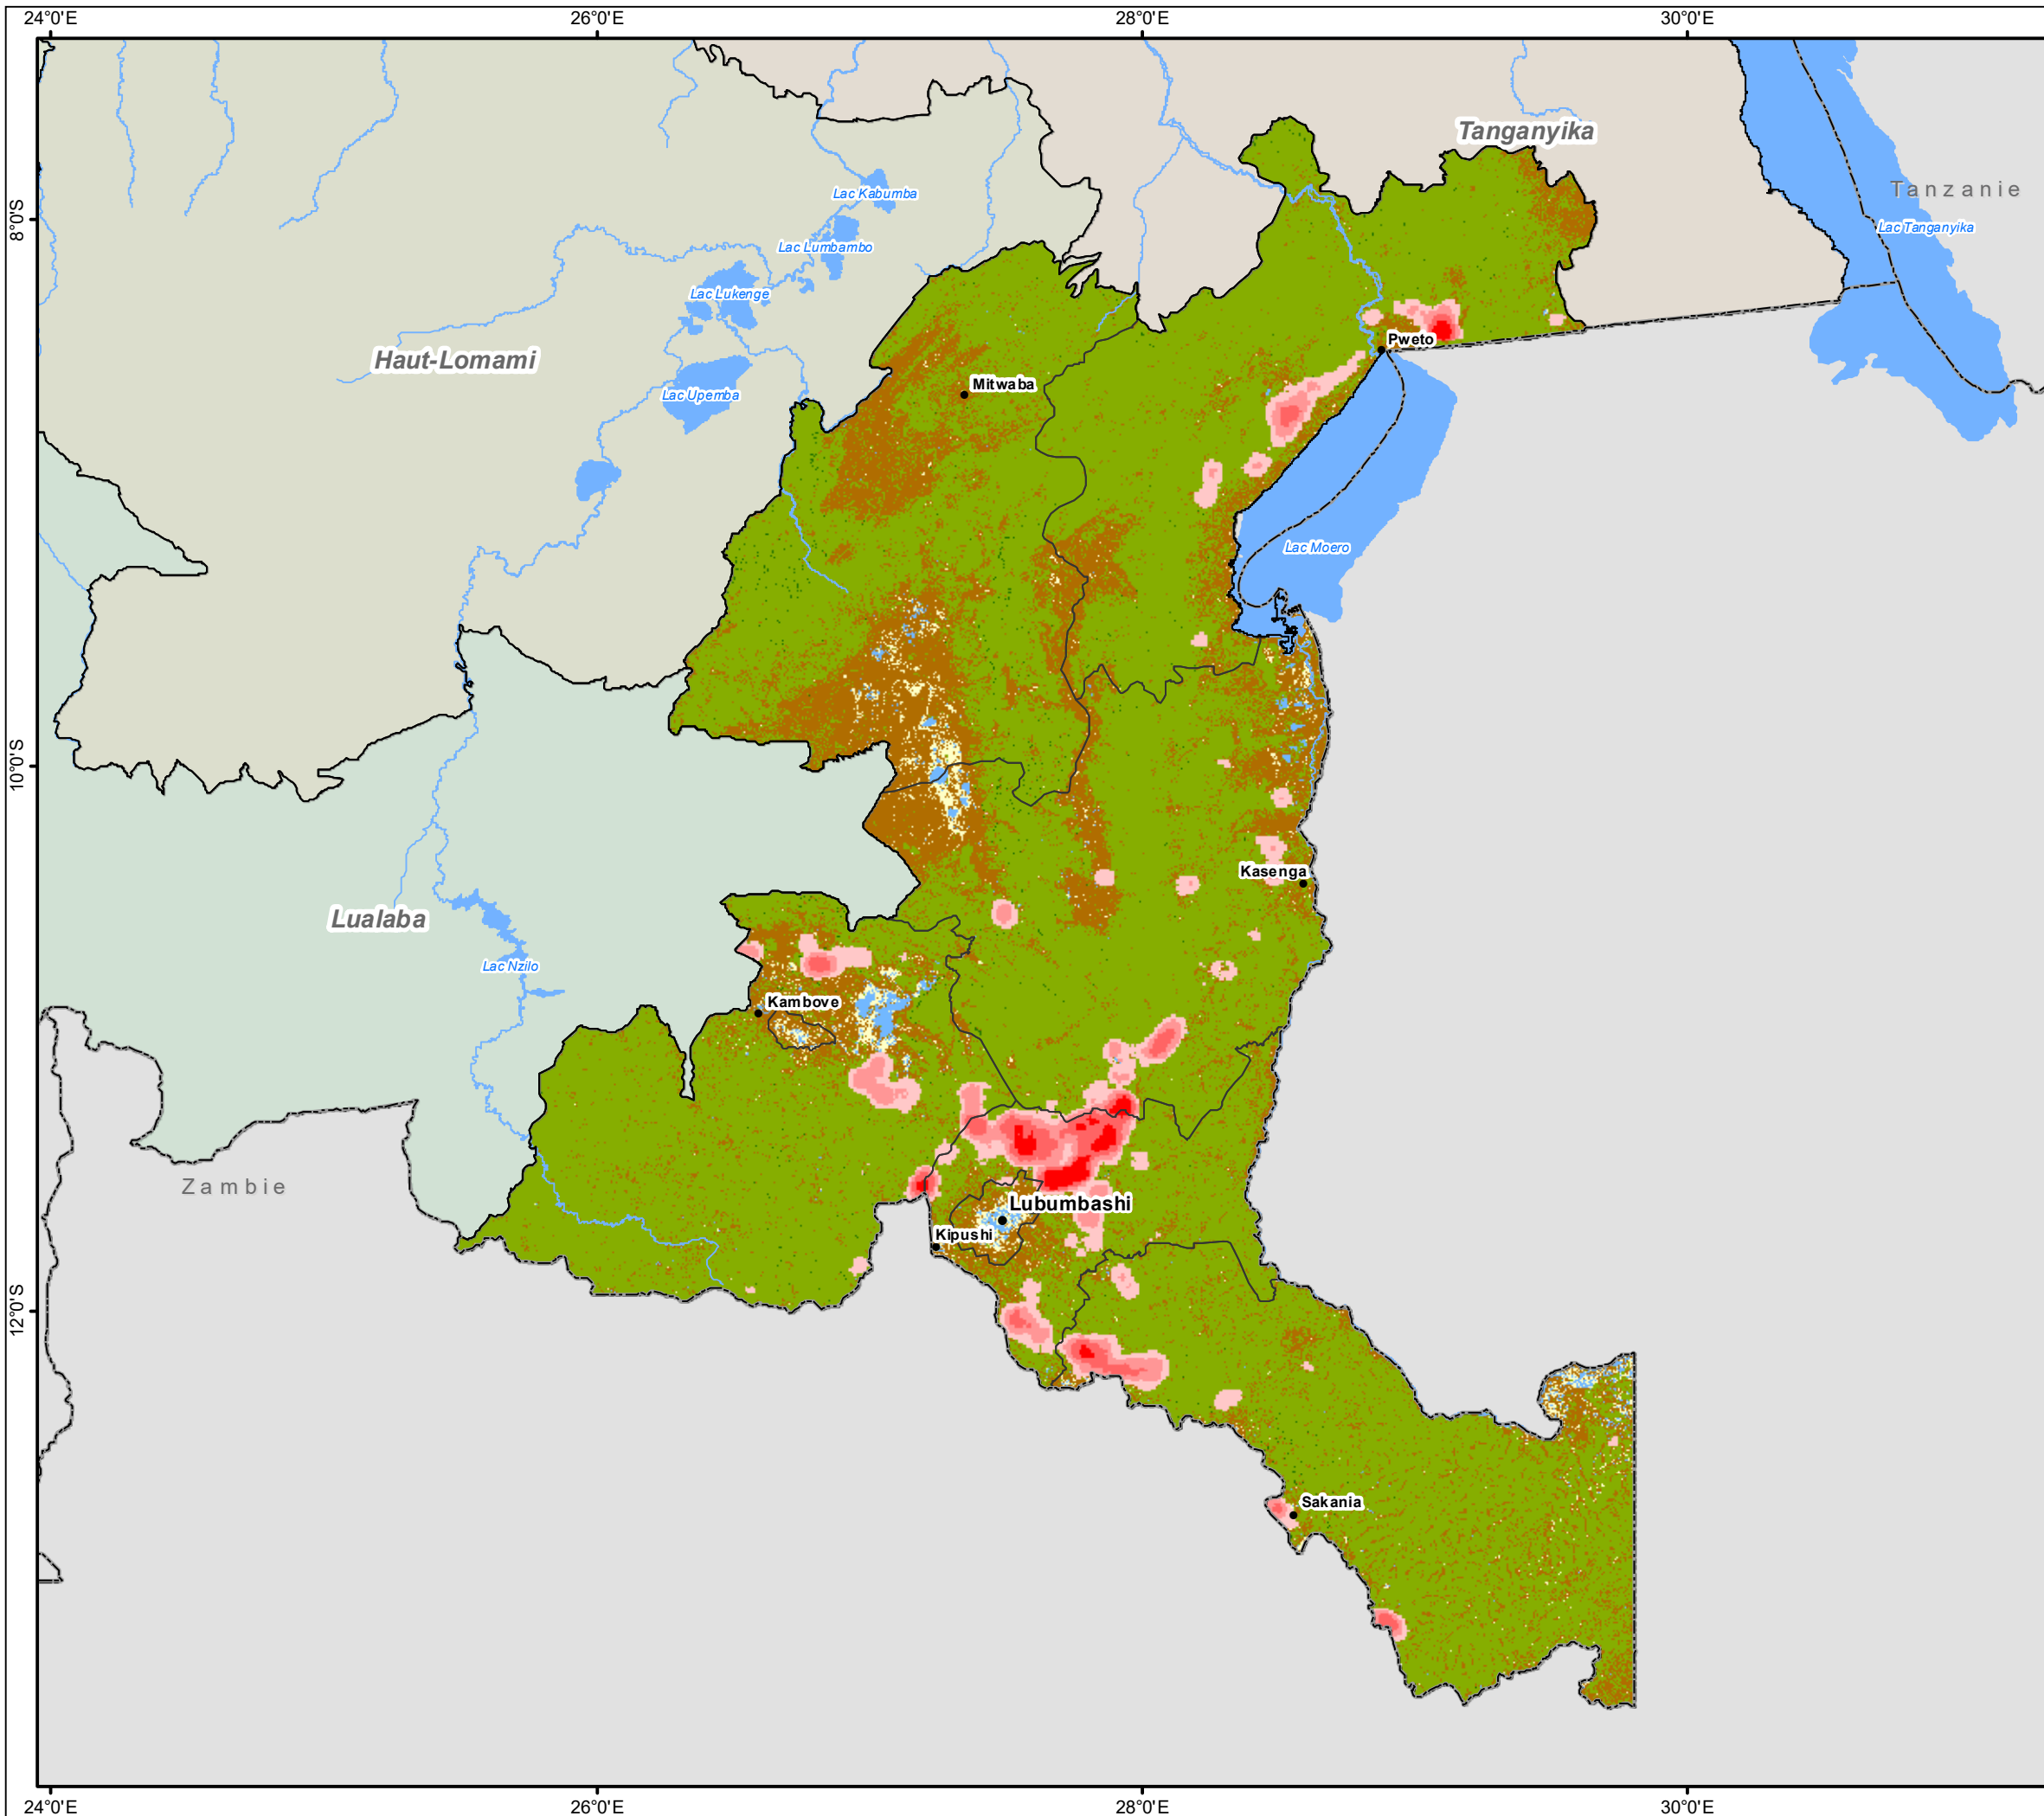 24°0'E
26°0'E
28°0'E
30°0'E
Tanganyika
Tanzanie
Lac Kabumba
8°0'S
Lac Tanganyika
Lac Lumbambo
Lac Lukenge
Pweto
Haut-Lomami
Mitwaba
Lac Upemba
Lac Moero
10°0'S
Kasenga
Lualaba
Lac Nzilo
Kambove
Zambie
Lubumbashi
Kipushi
12°0'S
Sakania
24°0'E
26°0'E
28°0'E
30°0'E